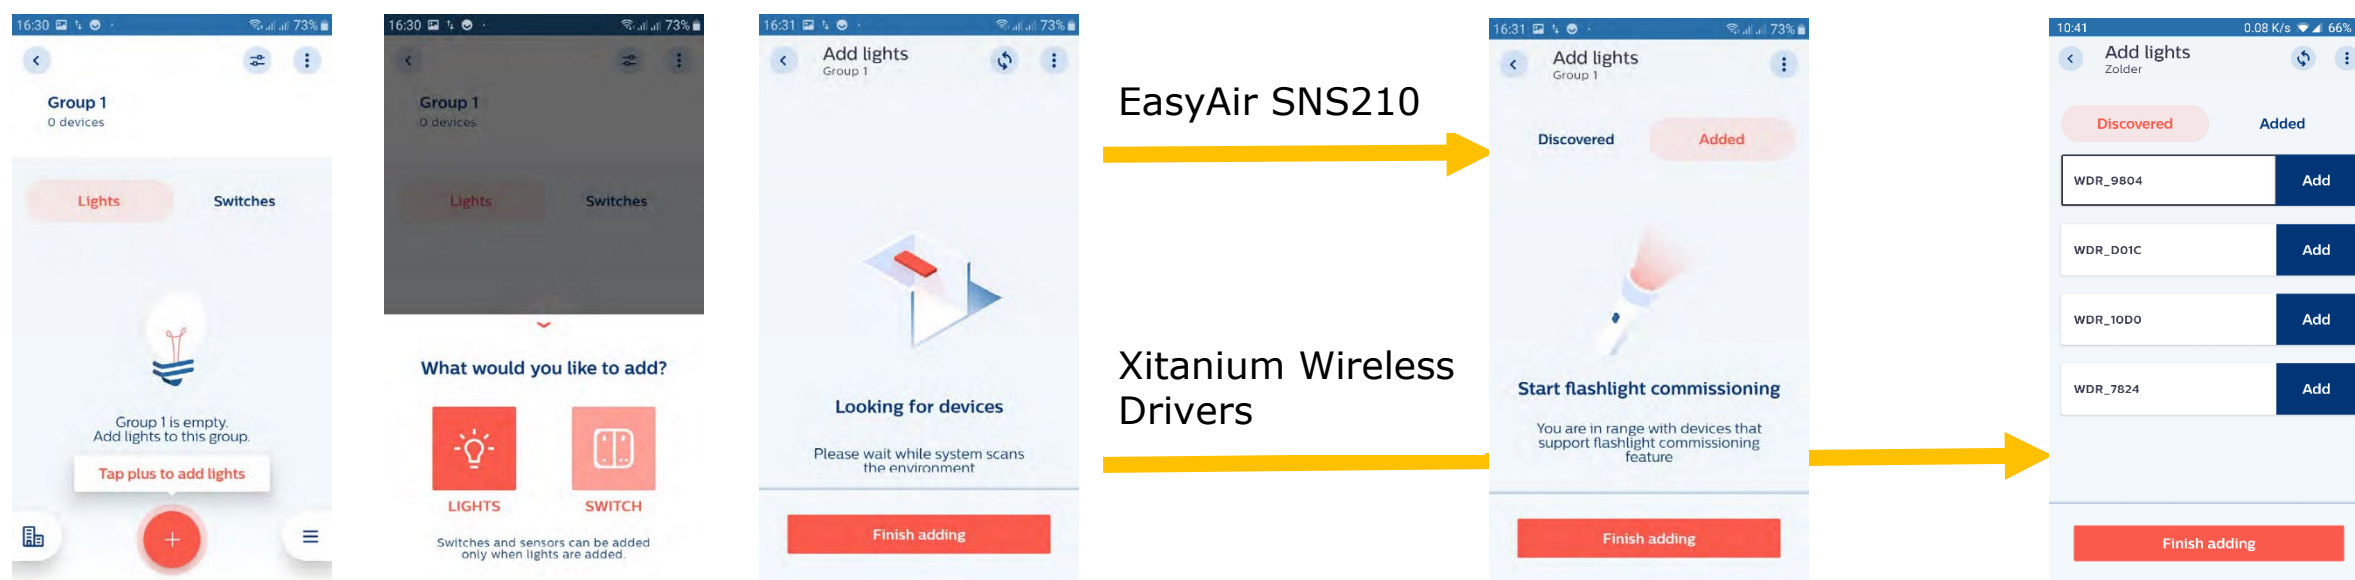 16:30
73%
Group 1
0 devices
Lights
Switches
Group 1 is empty.
Add lights to this group.
Tap plus to add lights
16:30
73%
Group 1
0 devices
Lights
Switches
What would you like to add?
LIGHTS
SWITCH
Switches and sensors can be added
only when lights are added.
16:31
73%
Add lights
Group 1
Looking for devices
Please wait while system scans
the environment
Finish adding
EasyAir SNS210
Xitanium Wireless
Drivers
16:31
73%
Add lights
Group 1
Discovered
Added
Start flashlight commissioning
You are in range with devices that
support flashlight commissioning
feature
Finish adding
10:41
0.08 K/s
66%
Add lights
Zolder
Discovered
Added
WDR_9804
Add
WDR_D01C
Add
WDR_10D0
Add
WDR_7824
Add
Finish adding